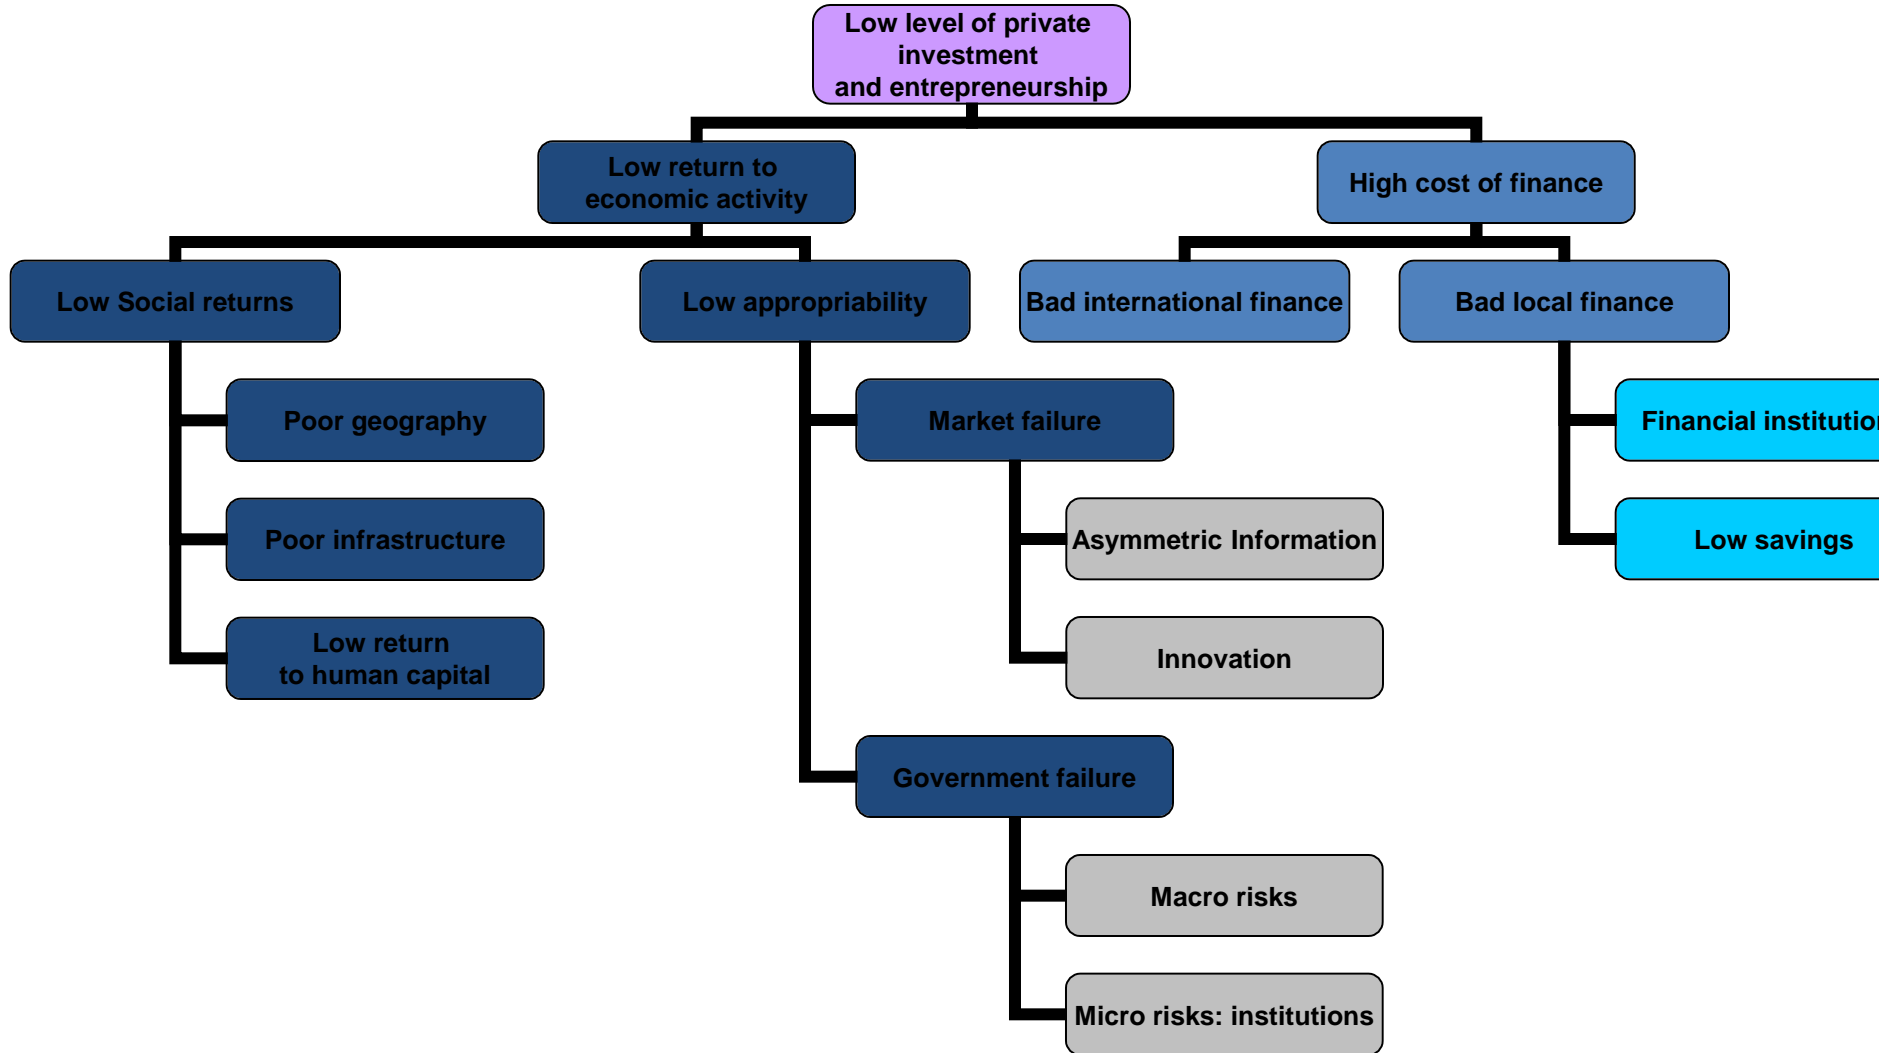 Low level of private
investment
and entrepreneurship
Low return to
economic activity
High cost of finance
Low Social returns
Low appropriability
Bad international finance
Bad local finance
Poor geography
Market failure
Financial
Poor infrastructure
Asymmetric Information
Low savings
Low return
to human capital
Innovation
Government failure
Macro risks
Micro risks: institutions